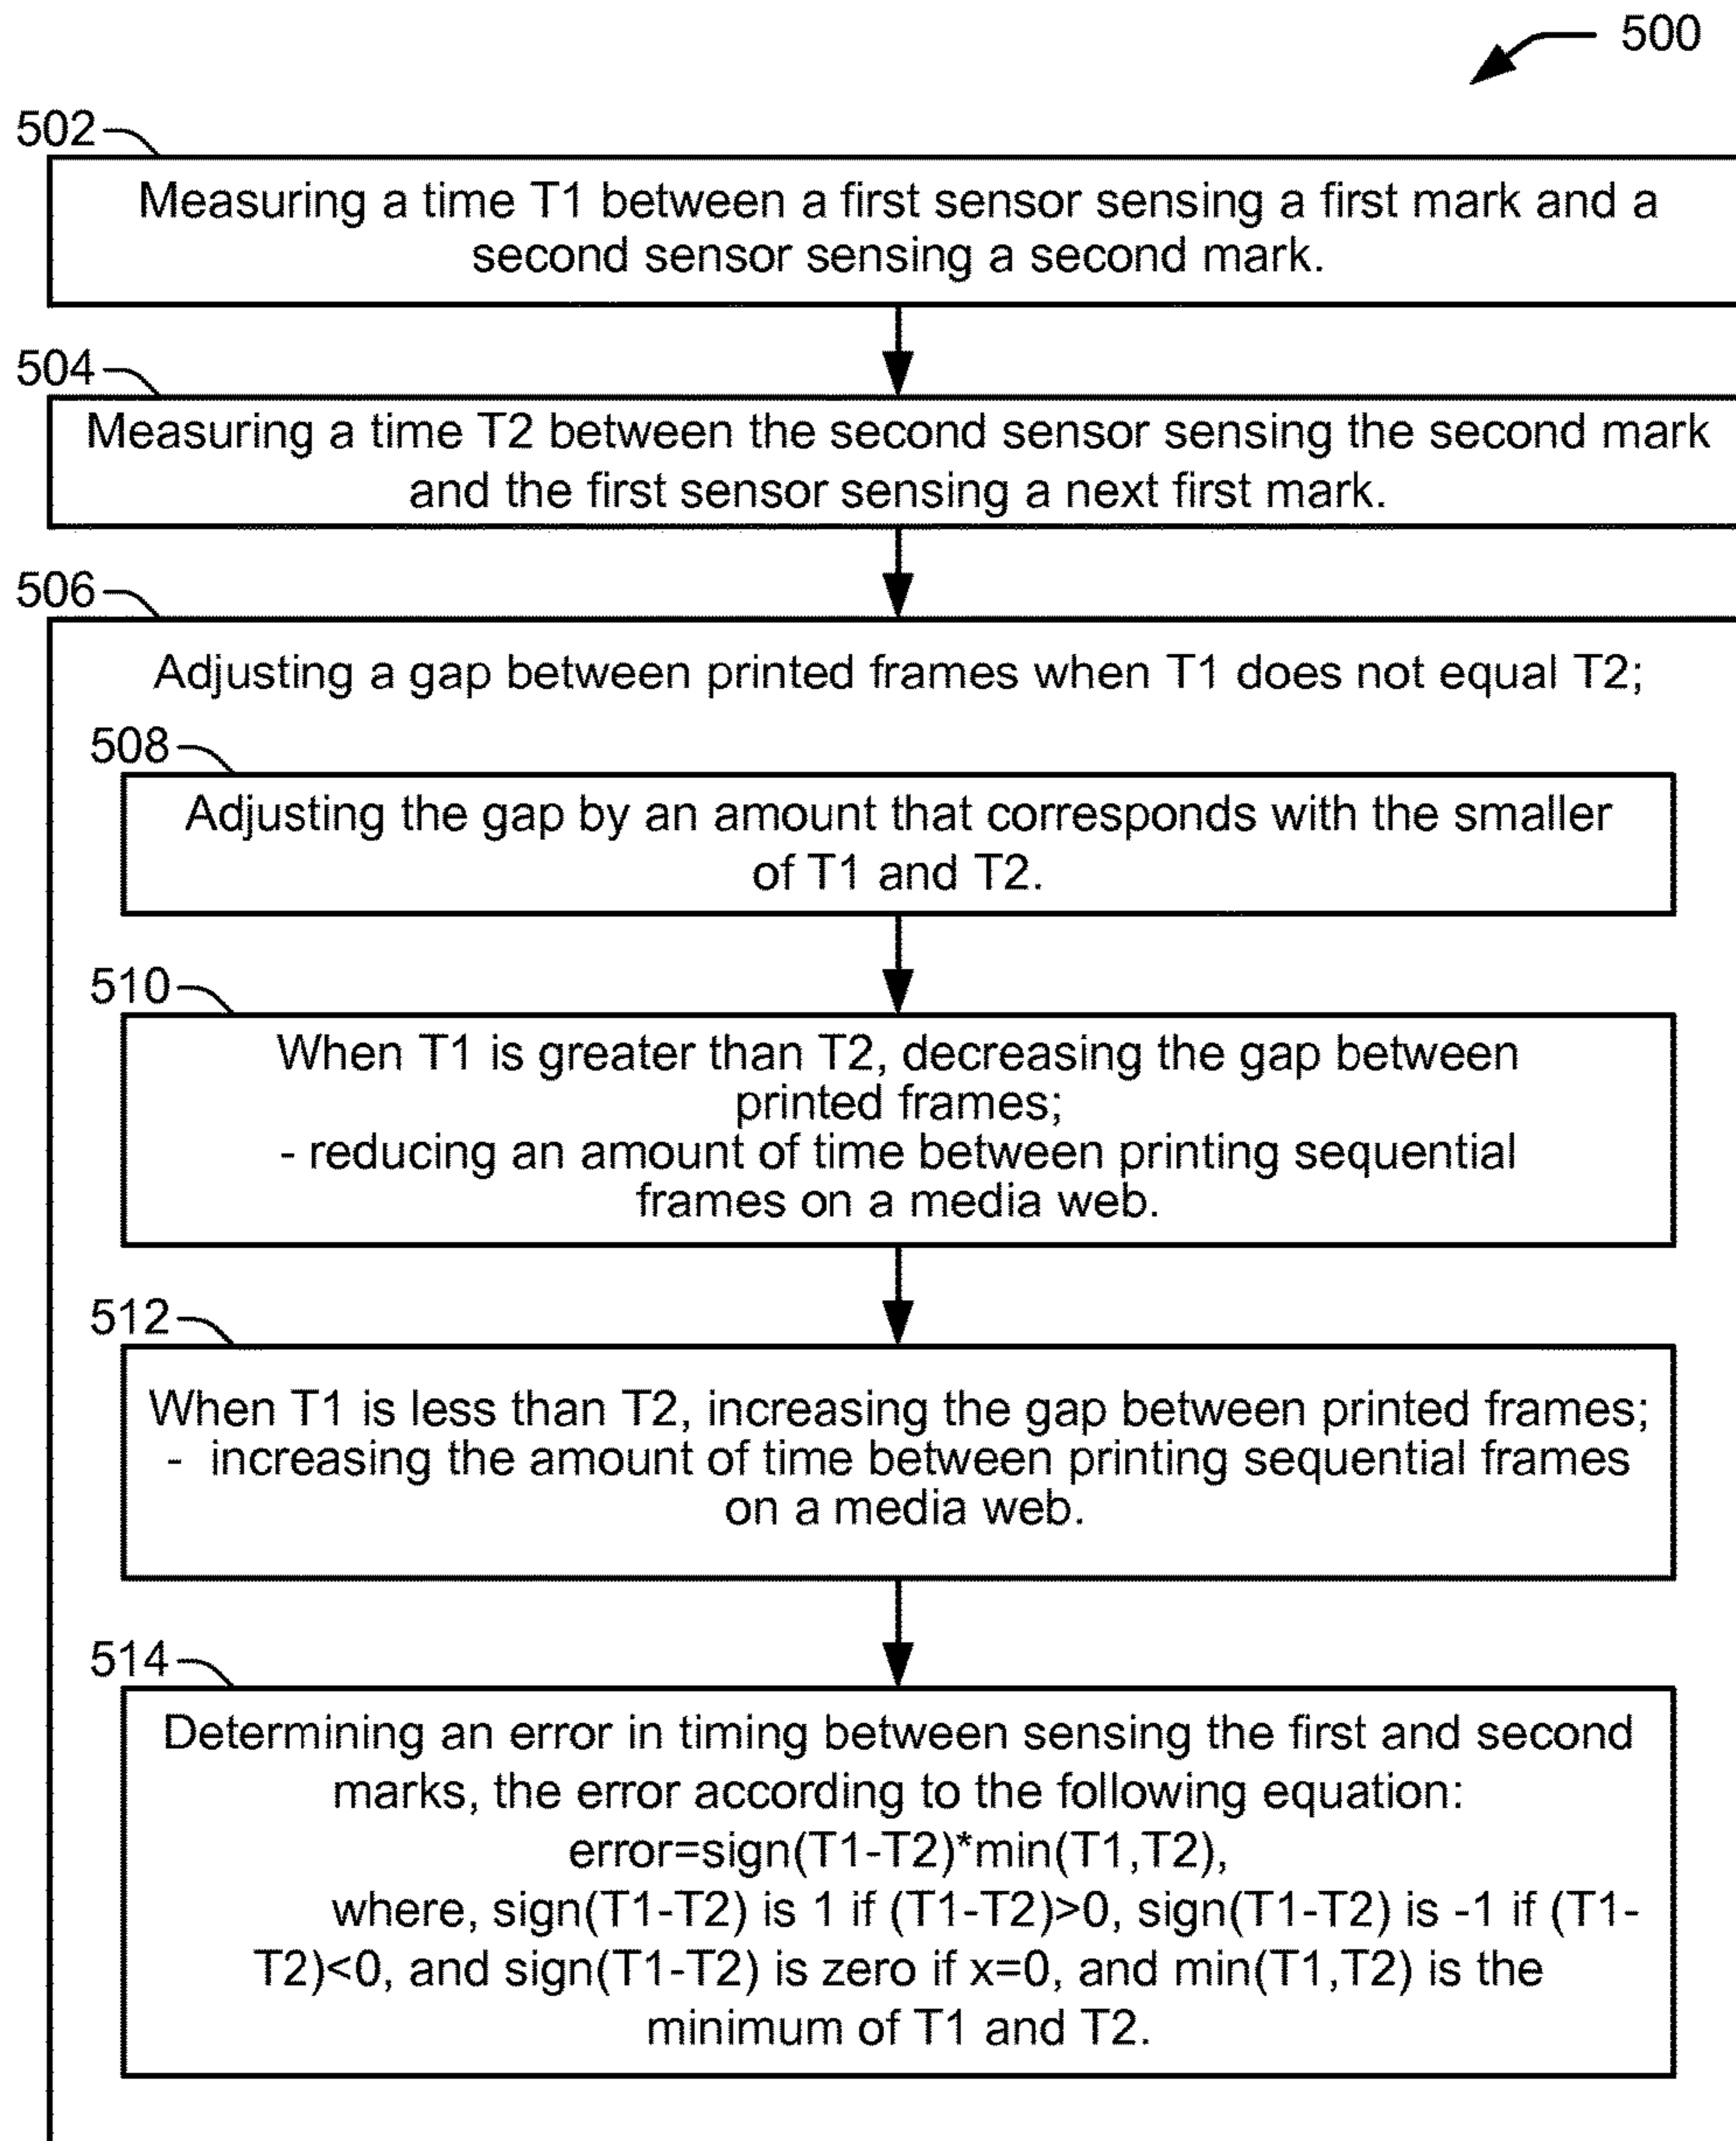 500
502
Measuring a time T1 between a first sensor sensing a first mark and a
second sensor sensing a second mark.
504
Measuring a time T2 between the second sensor sensing the second mark
and the first sensor sensing a next first mark.
506
Adjusting a gap between printed frames when T1 does not equal T2;
508
Adjusting the gap by an amount that corresponds with the smaller
of T1 and T2.
510
When T1 is greater than T2, decreasing the gap between
printed frames;
- reducing an amount of time between printing sequential
frames on a media web.
512
When T1 is less than T2, increasing the gap between printed frames;
- increasing the amount of time between printing sequential frames
on a media web.
514
Determining an error in timing between sensing the first and second
marks, the error according to the following equation:
error=sign(T1-T2)*min(T1,T2),
where, sign(T1-T2) is 1 if (T1-T2)>0, sign(T1-T2) is -1 if (T1-
T2)<0, and sign(T1-T2) is zero if x=0, and min(T1,T2) is the
minimum of T1 and T2.